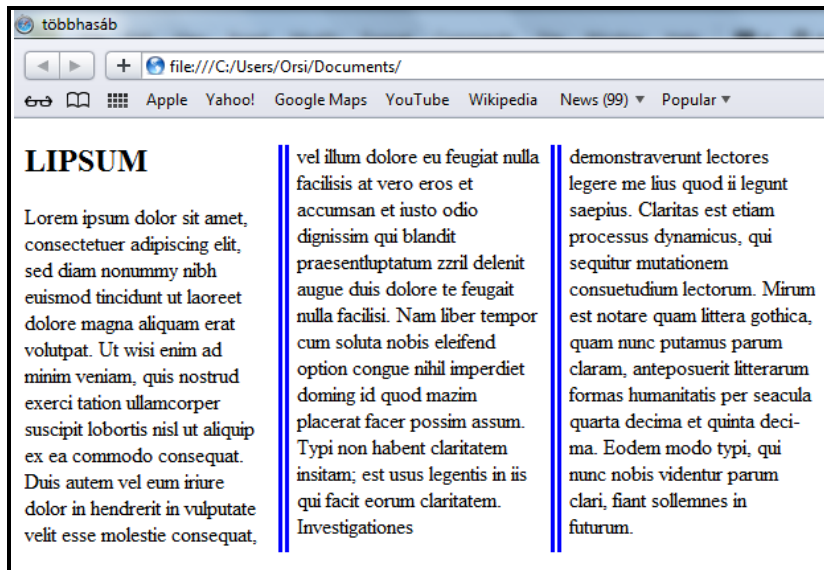 többhasáb
file:///C:/Users/Orsi/Documents/
Apple Yahoo! Google Maps YouTube Wikipedia News (99) Popular
LIPSUM
Lorem ipsum dolor sit amet,
consectetuer adipiscing elit,
sed diam nonummy nibh
euismod tincidunt ut laoreet
dolore magna aliquam erat
volutpat. Ut wisi enim ad
minim veniam, quis nostrud
exerci tation ullamcorper
suscipit lobortis nisl ut aliquip
ex ea commodo consequat.
Duis autem vel eum iriure
dolor in hendrerit in vulputate
velit esse molestie consequat,
vel illum dolore eu feugiat nulla
facilisis at vero eros et
accumsan et iusto odio
dignissim qui blandit
praesentluptatum zzril delenit
augue duis dolore te feugait
nulla facilisi. Nam liber tempor
cum soluta nobis eleifend
option congue nihil imperdiet
doming id quod mazim
placerat facer possim assum.
Typi non habent claritatem
insitam; est usus legentis in iis
qui facit eorum claritatem.
Investigationes
demonstraverunt lectores
legere me lius quod ii legunt
saepius. Claritas est etiam
processus dynamicus, qui
sequitur mutationem
consuetudium lectorum. Mirum
est notare quam littera gothica,
quam nunc putamus parum
claram, anteposuerit litterarum
formas humanitatis per seacula
quarta decima et quinta deci-
ma. Eodem modo typi, qui
nunc nobis videntur parum
clari, fiant sollemnes in
futurum.